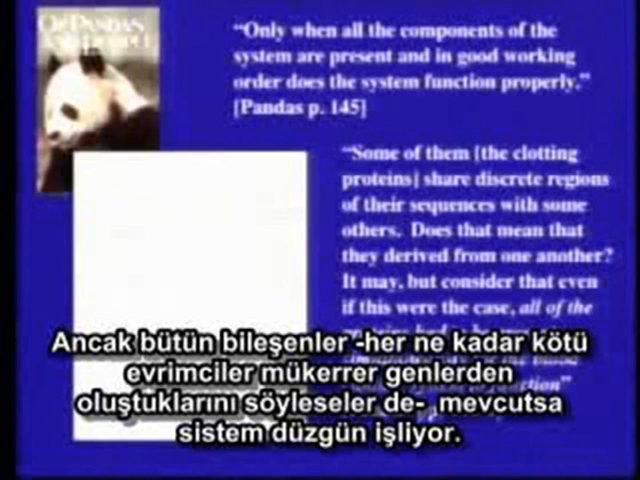 OF PANDAS
"Only when all the components of the
system are present and in good working
order does the system function properly."
[Pandas p. 145]
"Some of them [the clotting
proteins] share discrete regions
of their sequences with some
others. Does that mean that
they derived from one another?
It may, but consider that even
if this were the case, all of the
Ancak bütün bileşenler -her ne kadar kötü
evrimciler mükerrer genlerden
oluştuklarını söyleseler de- mevcutsa
sistem düzgün işliyor.